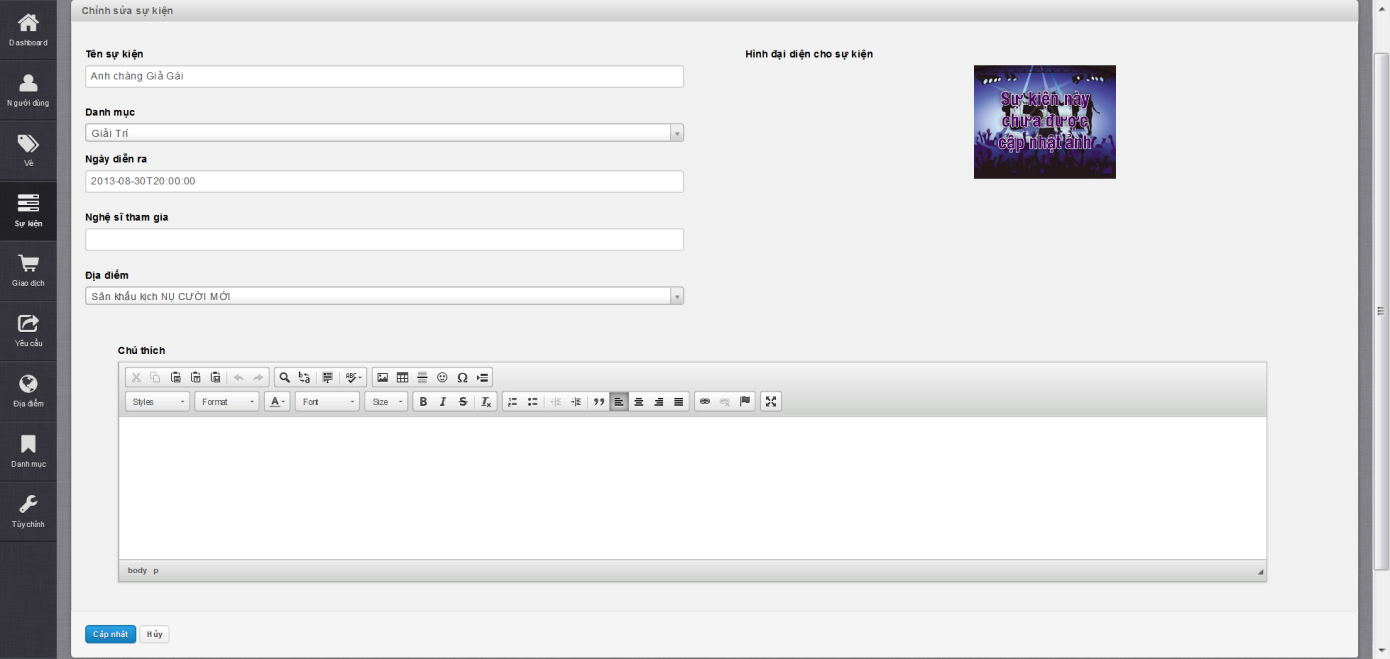 Chỉnh sửa sự kiện
Dashboard
Người dùng
Vé
Sự kiện
Giao dịch
Yêu cầu
Địa điểm
Danh mục
Tùy chỉnh
Tên sự kiện
Anh chàng Giả Gái
Danh mục
Giải Trí
Ngày diễn ra
2013-08-30T20:00:00
Nghệ sĩ tham gia
Địa điểm
Sân khấu kịch NỤ CƯỜI MỚI
Hình đại diện cho sự kiện
Sự kiện này
chưa được
cập nhật ảnh
Chú thích
Styles Format A Font Size B I S Ix
body p
Cập nhật Hủy